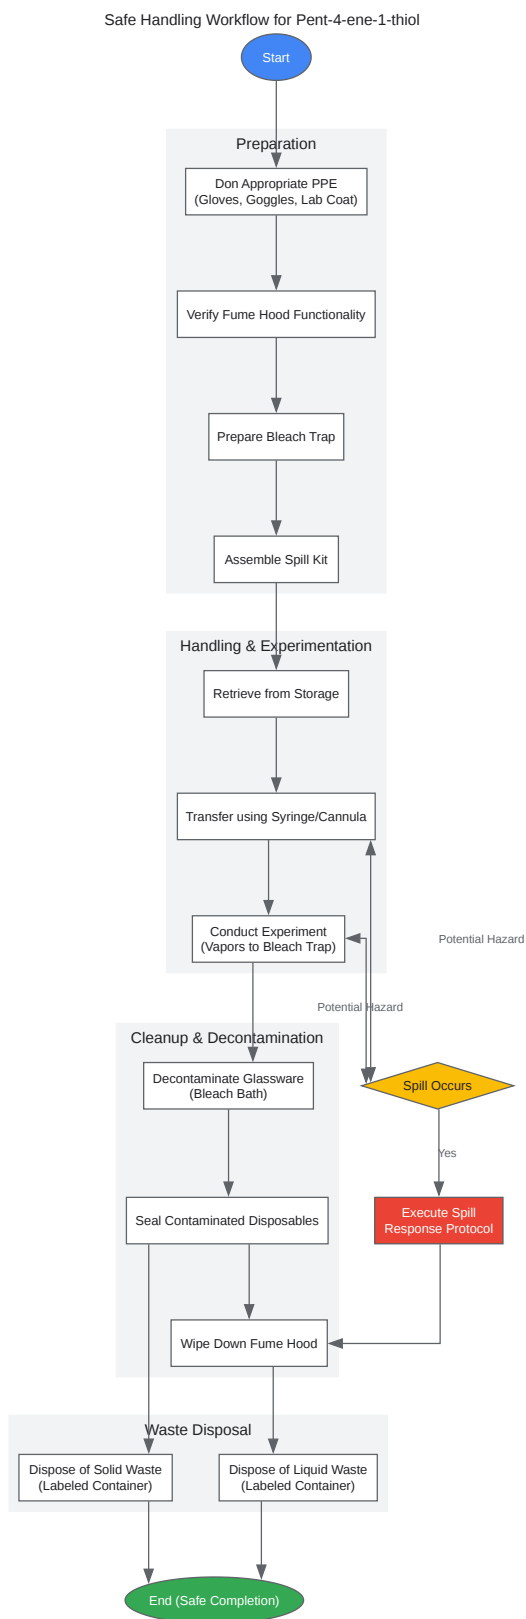 Safe Handling Workflow for Pent-4-ene-1-thiol
Start
Preparation
Don Appropriate PPE
(Gloves, Goggles, Lab Coat)
Verify Fume Hood Functionality
Prepare Bleach Trap
Assemble Spill Kit
Handling & Experimentation
Retrieve from Storage
Transfer using Syringe/Cannula
Conduct Experiment
(Vapors to Bleach Trap)
Potential Hazard
Potential Hazard
Cleanup & Decontamination
Decontaminate Glassware
(Bleach Bath)
Spill Occurs
Yes
Seal Contaminated Disposables
Execute Spill
Response Protocol
Wipe Down Fume Hood
Waste Disposal
Dispose of Solid Waste
(Labeled Container)
Dispose of Liquid Waste
(Labeled Container)
End (Safe Completion)